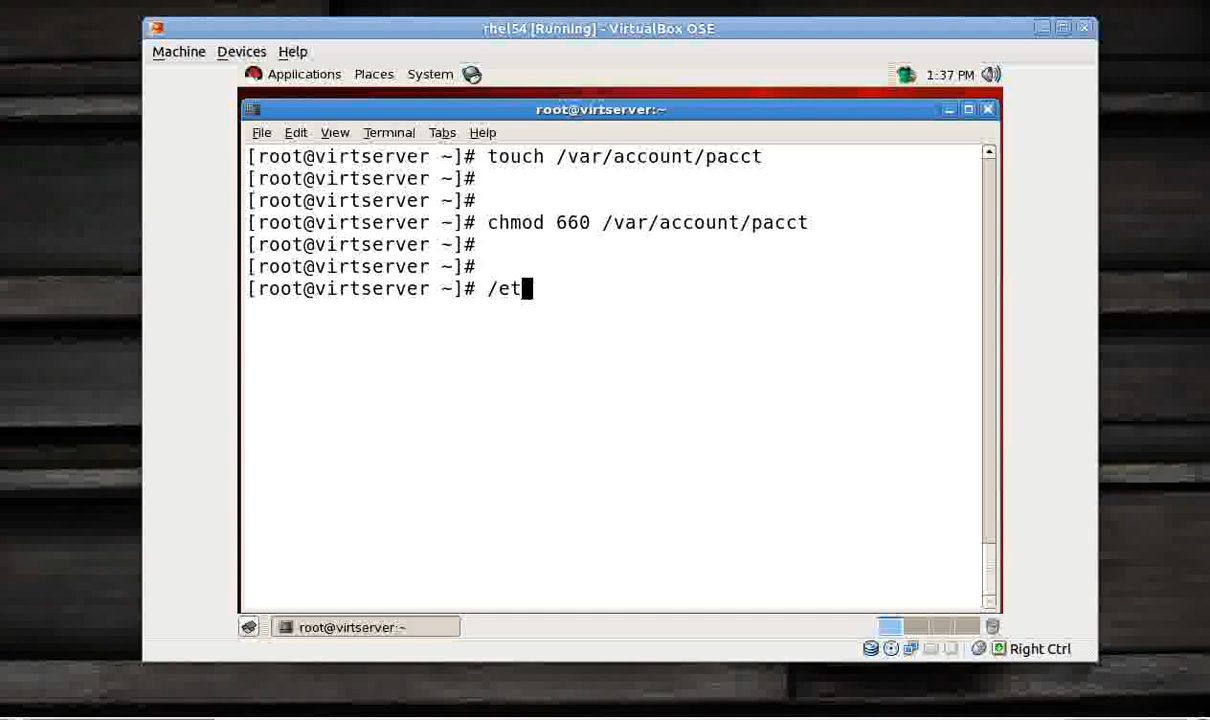 rhel54 [Running] - VirtualBox OSE
Machine Devices Help
Applications Places System 1:37 PM
root@virtserver:~
File Edit View Terminal Tabs Help
[root@virtserver ~]# touch /var/account/pacct
[root@virtserver ~]#
[root@virtserver ~]#
[root@virtserver ~]# chmod 660 /var/account/pacct
[root@virtserver ~]#
[root@virtserver ~]#
[root@virtserver ~]# /et
root@virtserver:~
Right Ctrl